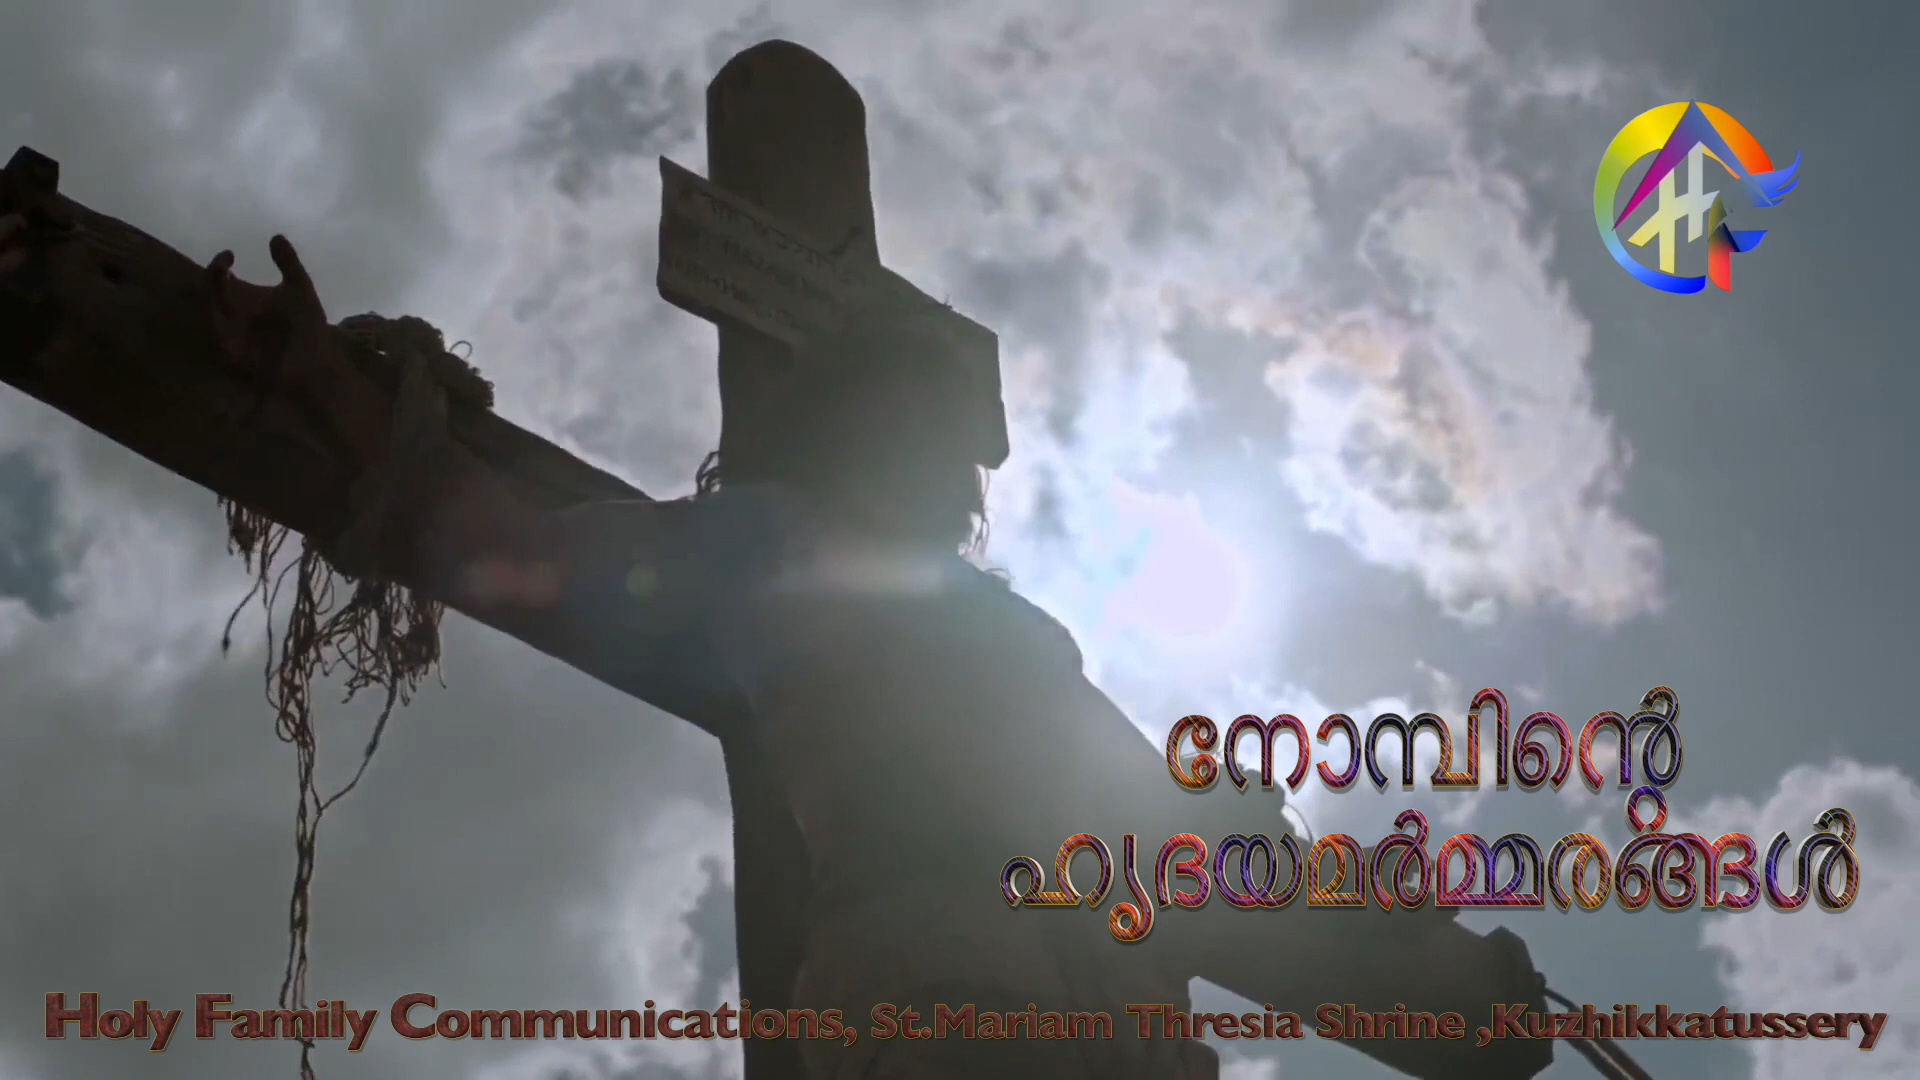 നോമ്പിന്റെ
ഹൃദയമർമ്മരങ്ങൾ
Holy Family Communications, St.Mariam Thresia Shrine ,Kuzhikkatussery